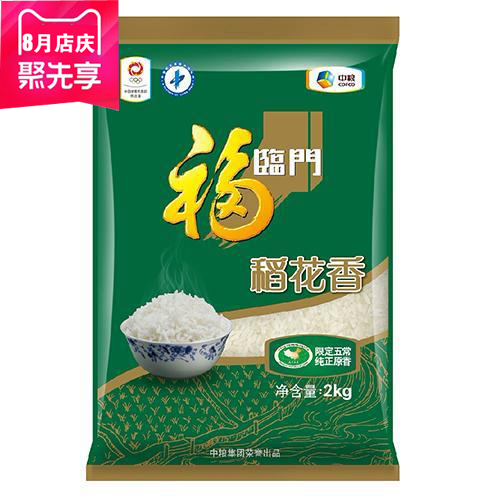 8月店庆
聚先享
中粮
COFCO
福
臨門
稻花香
限定五常
纯正原香
净含量:2kg
中粮集团荣誉出品